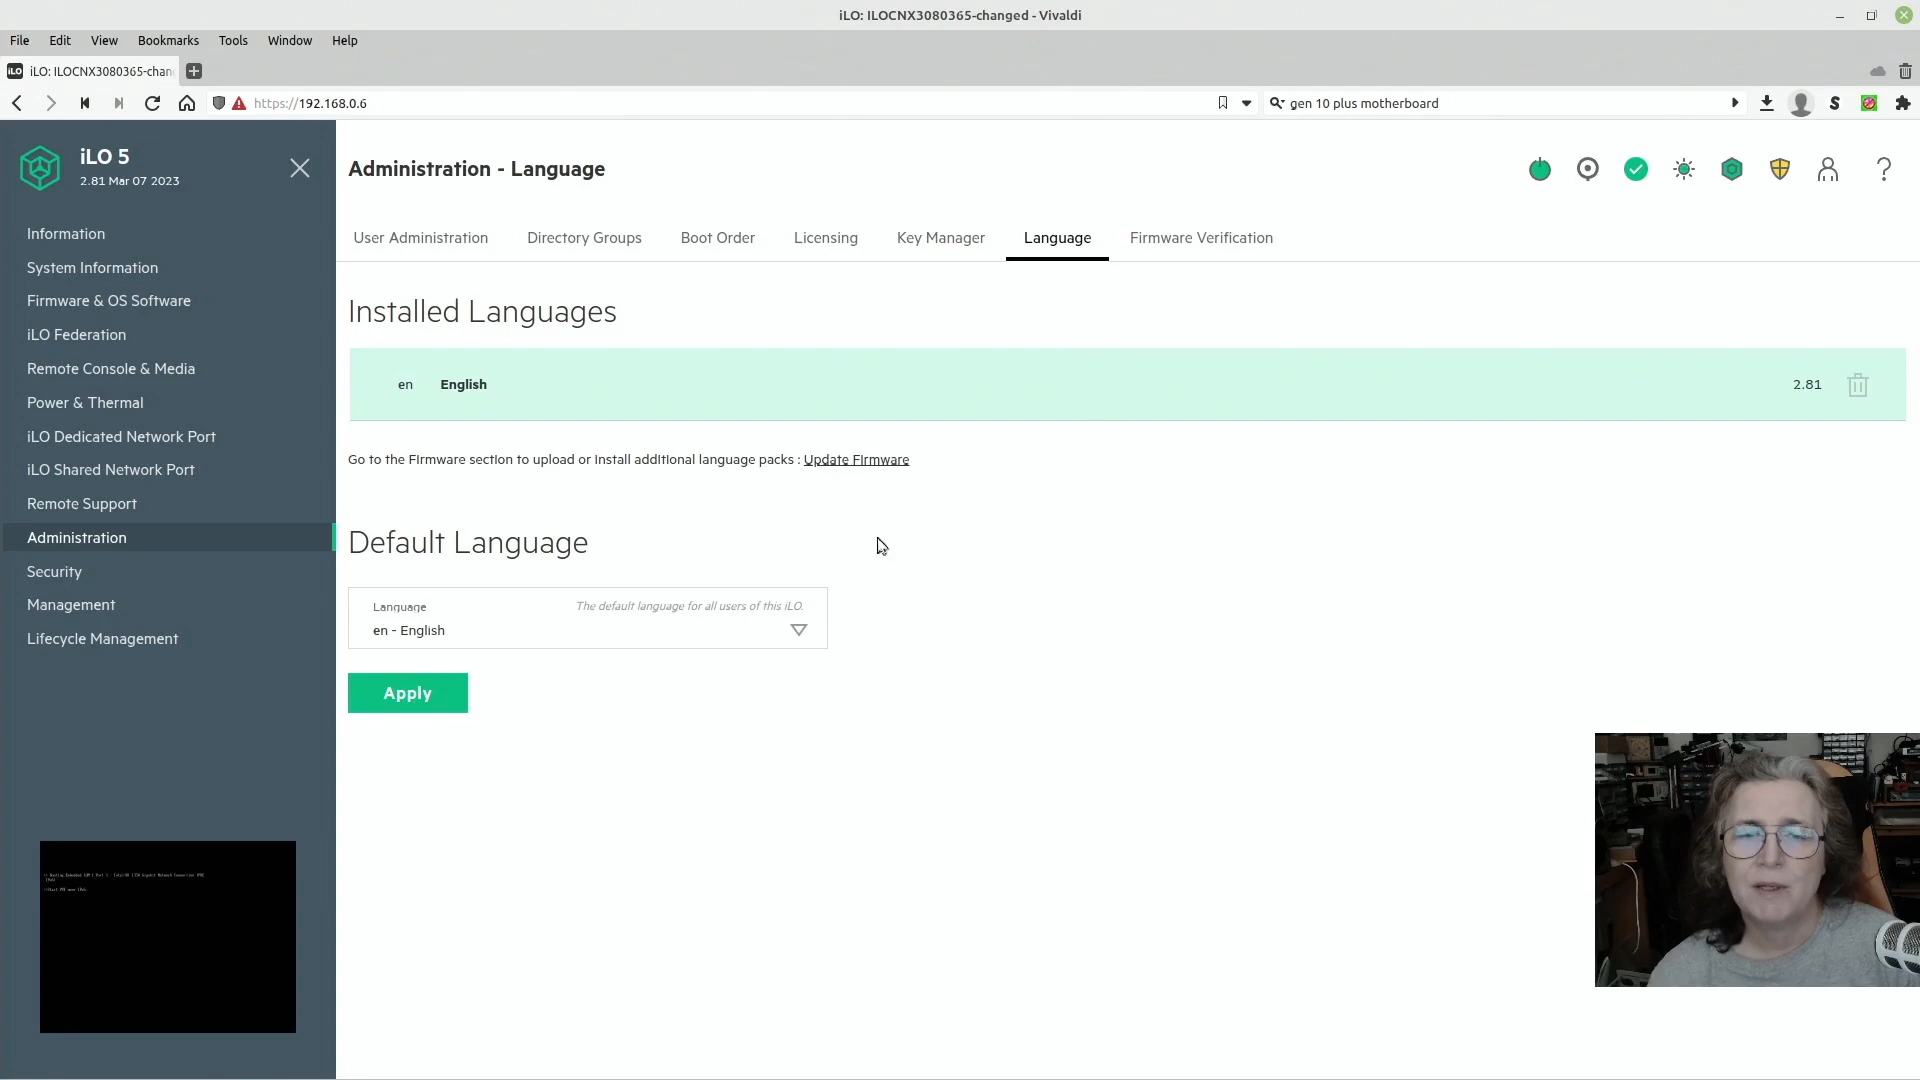 iLO: ILOCNX3080365-changed - Vivaldi
File Edit View Bookmarks Tools Window Help
iLO iLO: ILOCNX3080365-chan
https://192.168.0.6
gen 10 plus motherboard
iLO 5
2.81 Mar 07 2023
Information
System Information
Firmware & OS Software
iLO Federation
Remote Console & Media
Power & Thermal
iLO Dedicated Network Port
iLO Shared Network Port
Remote Support
Administration
Security
Management
Lifecycle Management
Administration - Language
User Administration Directory Groups Boot Order Licensing Key Manager Language Firmware Verification
Installed Languages
en English 2.81
Go to the Firmware section to upload or install additional language packs : Update Firmware
Default Language
Language The default language for all users of this iLO.
en - English
Apply